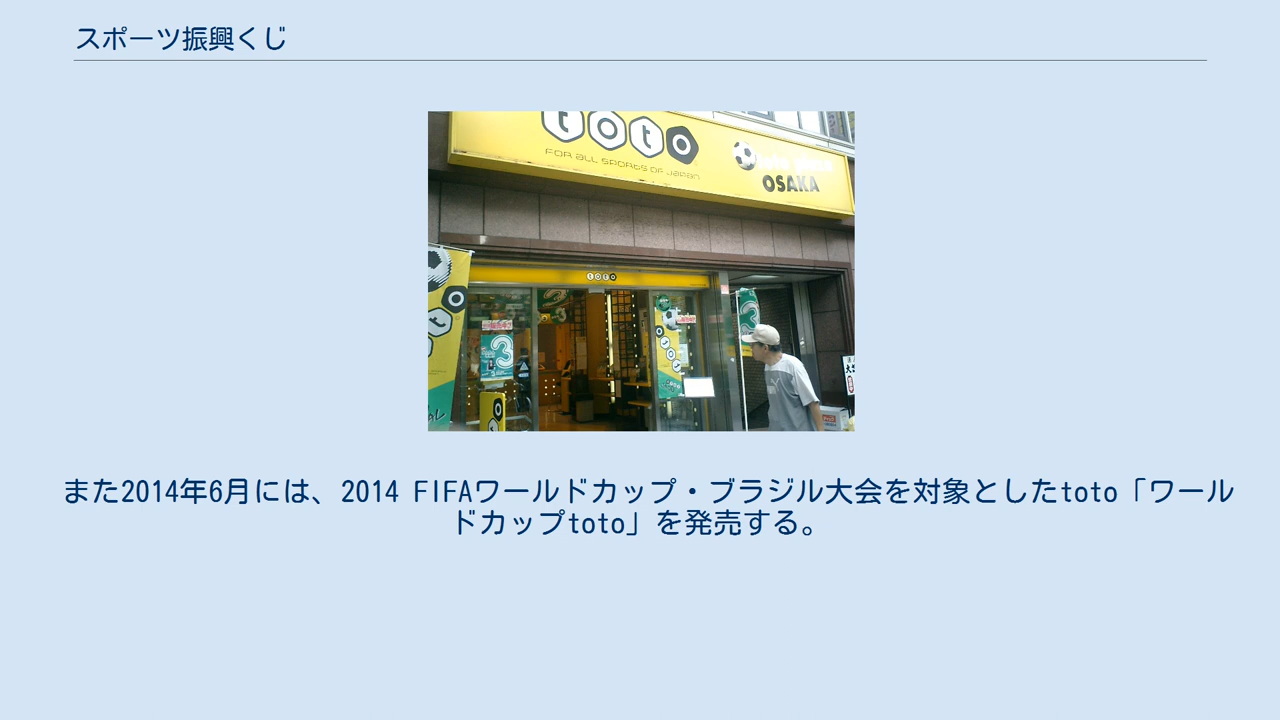 スポーツ振興くじ
toto
FOR ALL SPORTS OF JAPAN
OSAKA
toto
3
また2014年6月には、2014 FIFAワールドカップ・ブラジル大会を対象としたtoto「ワール
ドカップtoto」を発売する。